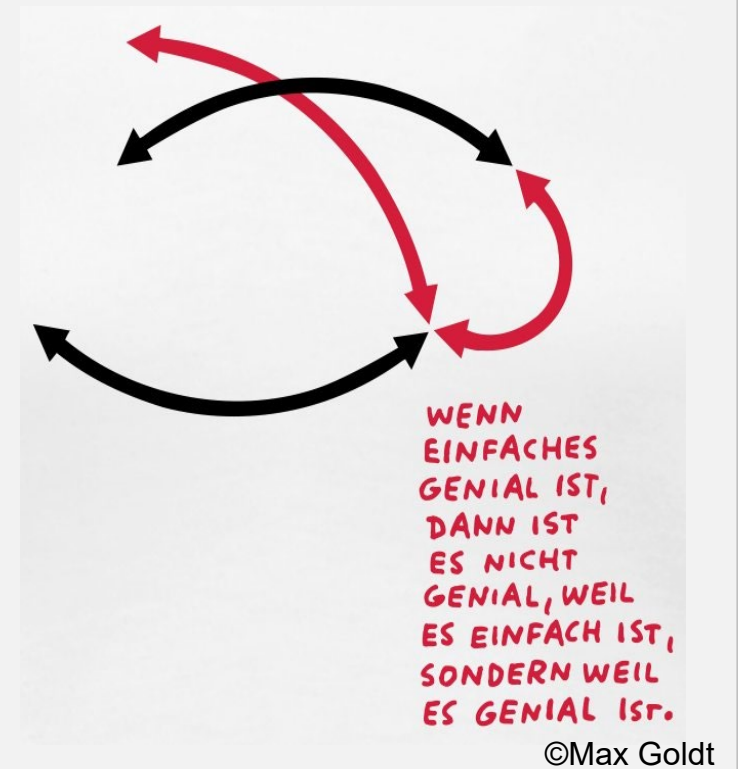 WENN
EINFACHES
GENIAL IST,
DANN IST
ES NICHT
GENIAL, WEIL
ES EINFACH IST,
SONDERN WEIL
ES GENIAL IST.
©Max Goldt